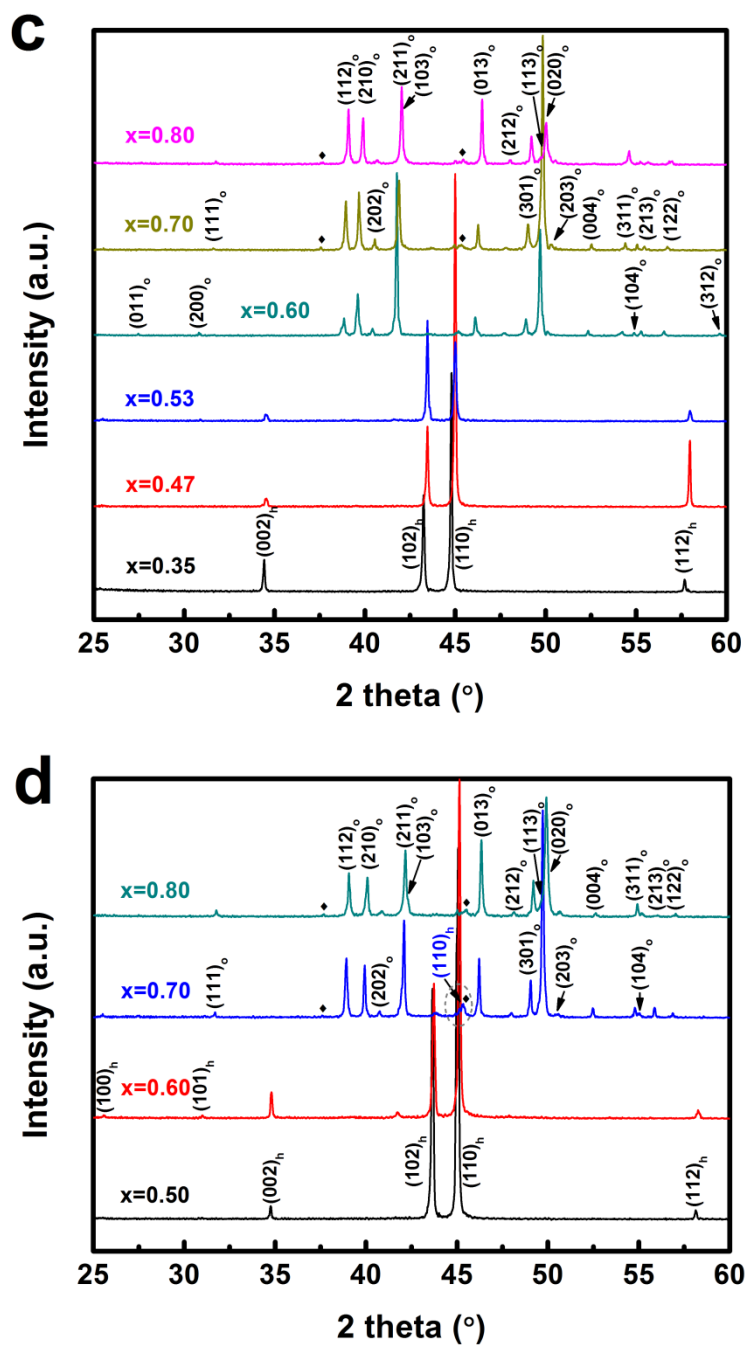 c
(112)ₒ
(210)ₒ
(211)ₒ
(103)ₒ
(013)ₒ
(212)ₒ
(113)ₒ
(020)ₒ
x=0.80
(111)ₒ
x=0.70
(202)ₒ
(301)ₒ
(203)ₒ
(004)ₒ
(311)ₒ
(213)ₒ
(122)ₒ
(011)ₒ
(200)ₒ
x=0.60
(104)ₒ
(312)ₒ
x=0.53
x=0.47
(002)ₕ
(102)ₕ
(110)ₕ
(112)ₕ
x=0.35
Intensity (a.u.)
25 30 35 40 45 50 55 60
2 theta (°)
d
(112)ₒ
(210)ₒ
(211)ₒ
(103)ₒ
(013)ₒ
(212)ₒ
(113)ₒ
(020)ₒ
(004)ₒ
(311)ₒ
(213)ₒ
(122)ₒ
x=0.80
(111)ₒ
x=0.70
(202)ₒ
(110)ₕ
(301)ₒ
(203)ₒ
(104)ₒ
(100)ₕ
x=0.60
(101)ₕ
(002)ₕ
(102)ₕ
(110)ₕ
(112)ₕ
x=0.50
Intensity (a.u.)
25 30 35 40 45 50 55 60
2 theta (°)